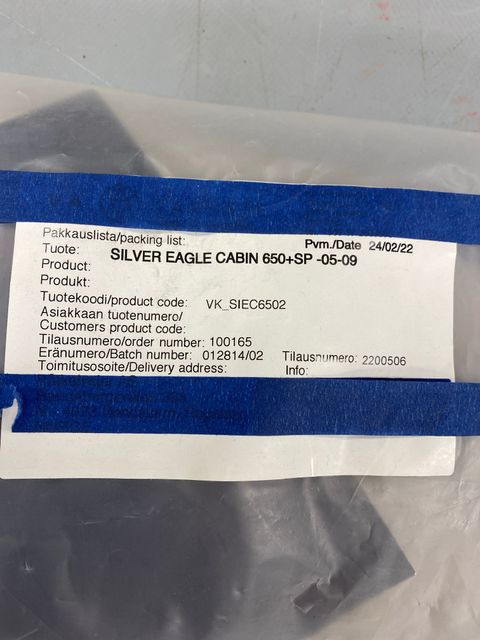 Pakkauslista/packing list: Pvm./Date 24/02/22
Tuote: SILVER EAGLE CABIN 650+SP -05-09
Product:
Produkt:
Tuotekoodi/product code: VK_SIEC6502
Asiakkaan tuotenumero/
Customers product code:
Tilausnumero/order number: 100165
Eränumero/Batch number: 012814/02 Tilausnumero: 2200506
Toimitusosoite/Delivery address: Info: